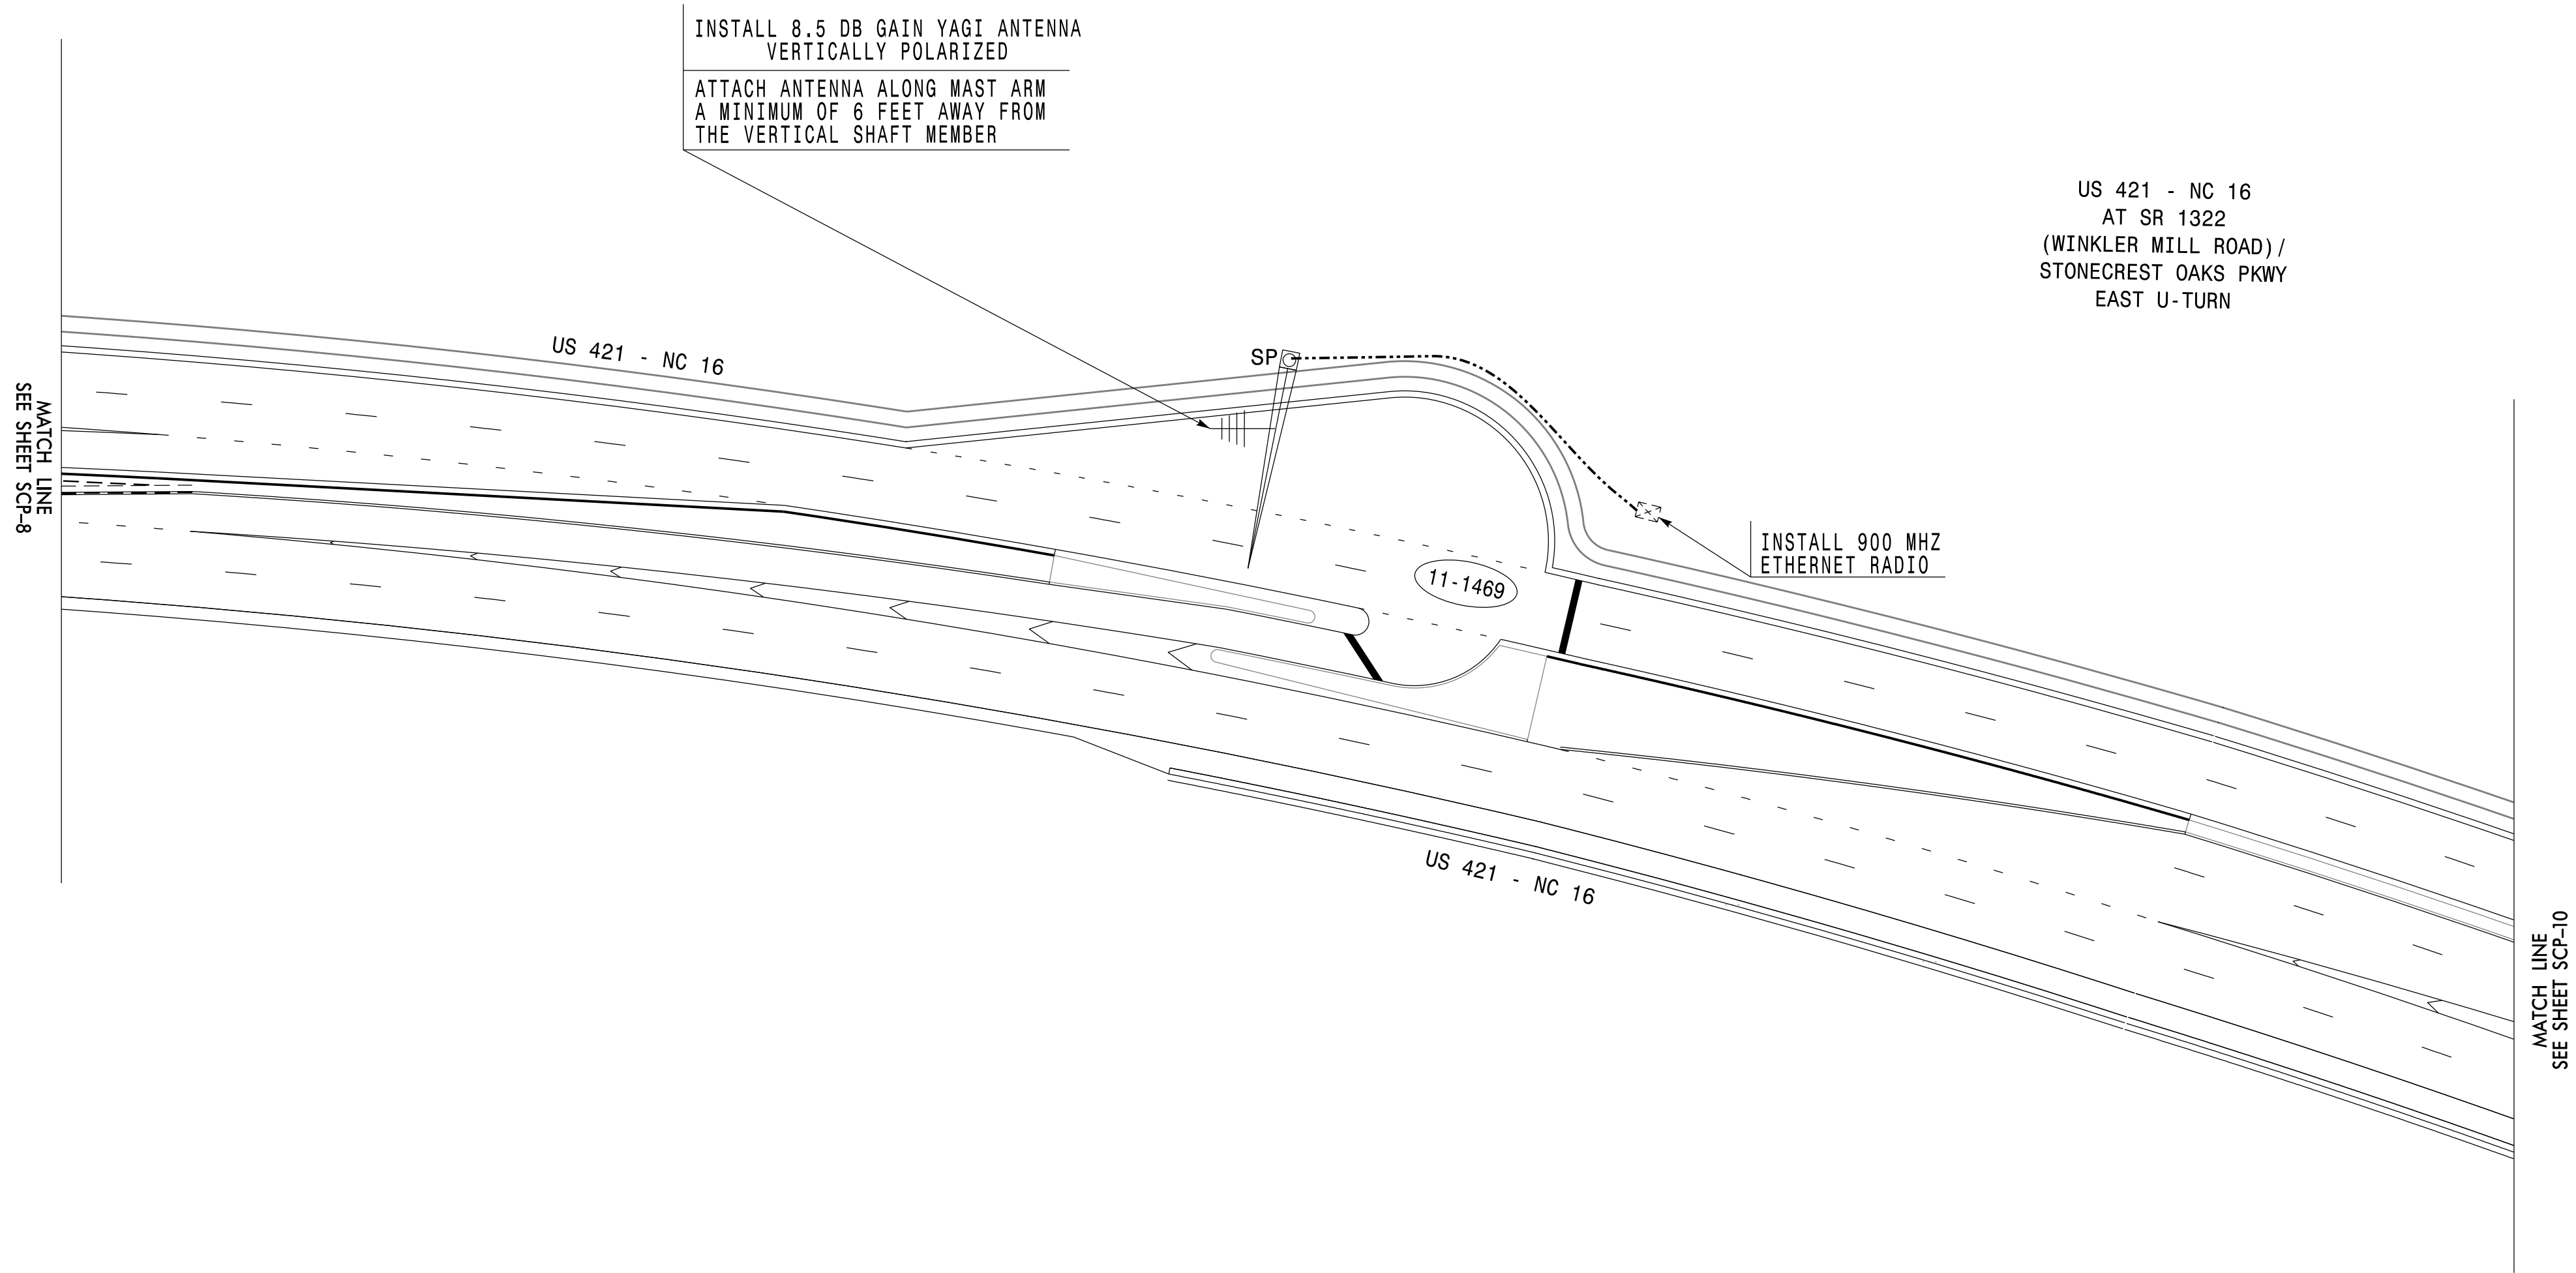 INSTALL 8.5 DB GAIN YAGI ANTENNA
VERTICALLY POLARIZED
ATTACH ANTENNA ALONG MAST ARM
A MINIMUM OF 6 FEET AWAY FROM
THE VERTICAL SHAFT MEMBER
US 421 - NC 16
AT SR 1322
(WINKLER MILL ROAD)/
STONECREST OAKS PKWY
EAST U-TURN
US 421 - NC 16
SP
MATCH LINE
SEE SHEET SCP-8
INSTALL 900 MHZ
ETHERNET RADIO
11-1469
US 421 - NC 16
MATCH LINE
SEE SHEET SCP-10